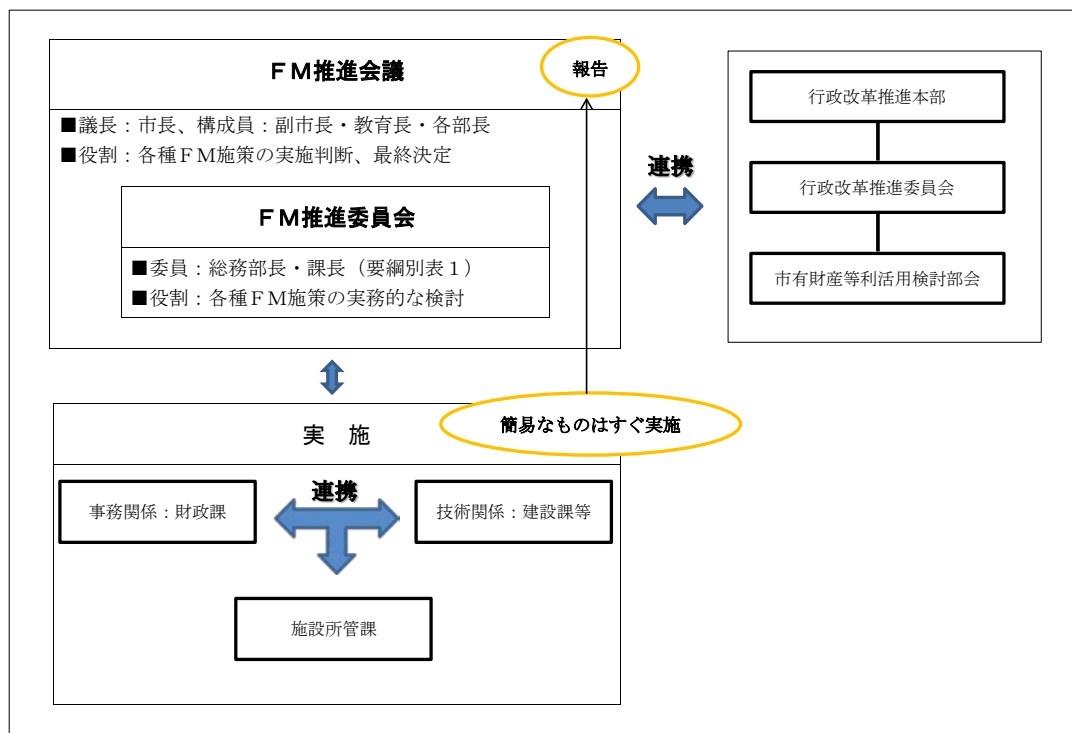 ＦＭ推進会議
報告
■議長：市長、構成員：副市長・教育長・各部長
■役割：各種ＦＭ施策の実施判断、最終決定
ＦＭ推進委員会
■委員：総務部長・課長（要綱別表１）
■役割：各種ＦＭ施策の実務的な検討
連携
行政改革推進本部
行政改革推進委員会
市有財産等利活用検討部会
簡易なものはすぐ実施
実　施
事務関係：財政課
連携
技術関係：建設課等
施設所管課